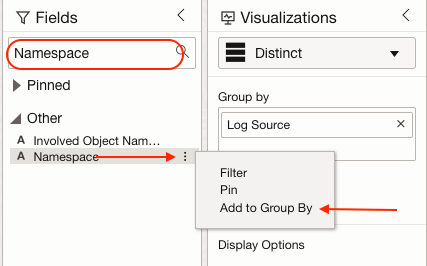 Fields
Namespace
Pinned
Other
A Involved Object Nam...
A Namespace
Visualizations
Distinct
Group by
Log Source
Filter
Pin
Add to Group By
Display Options